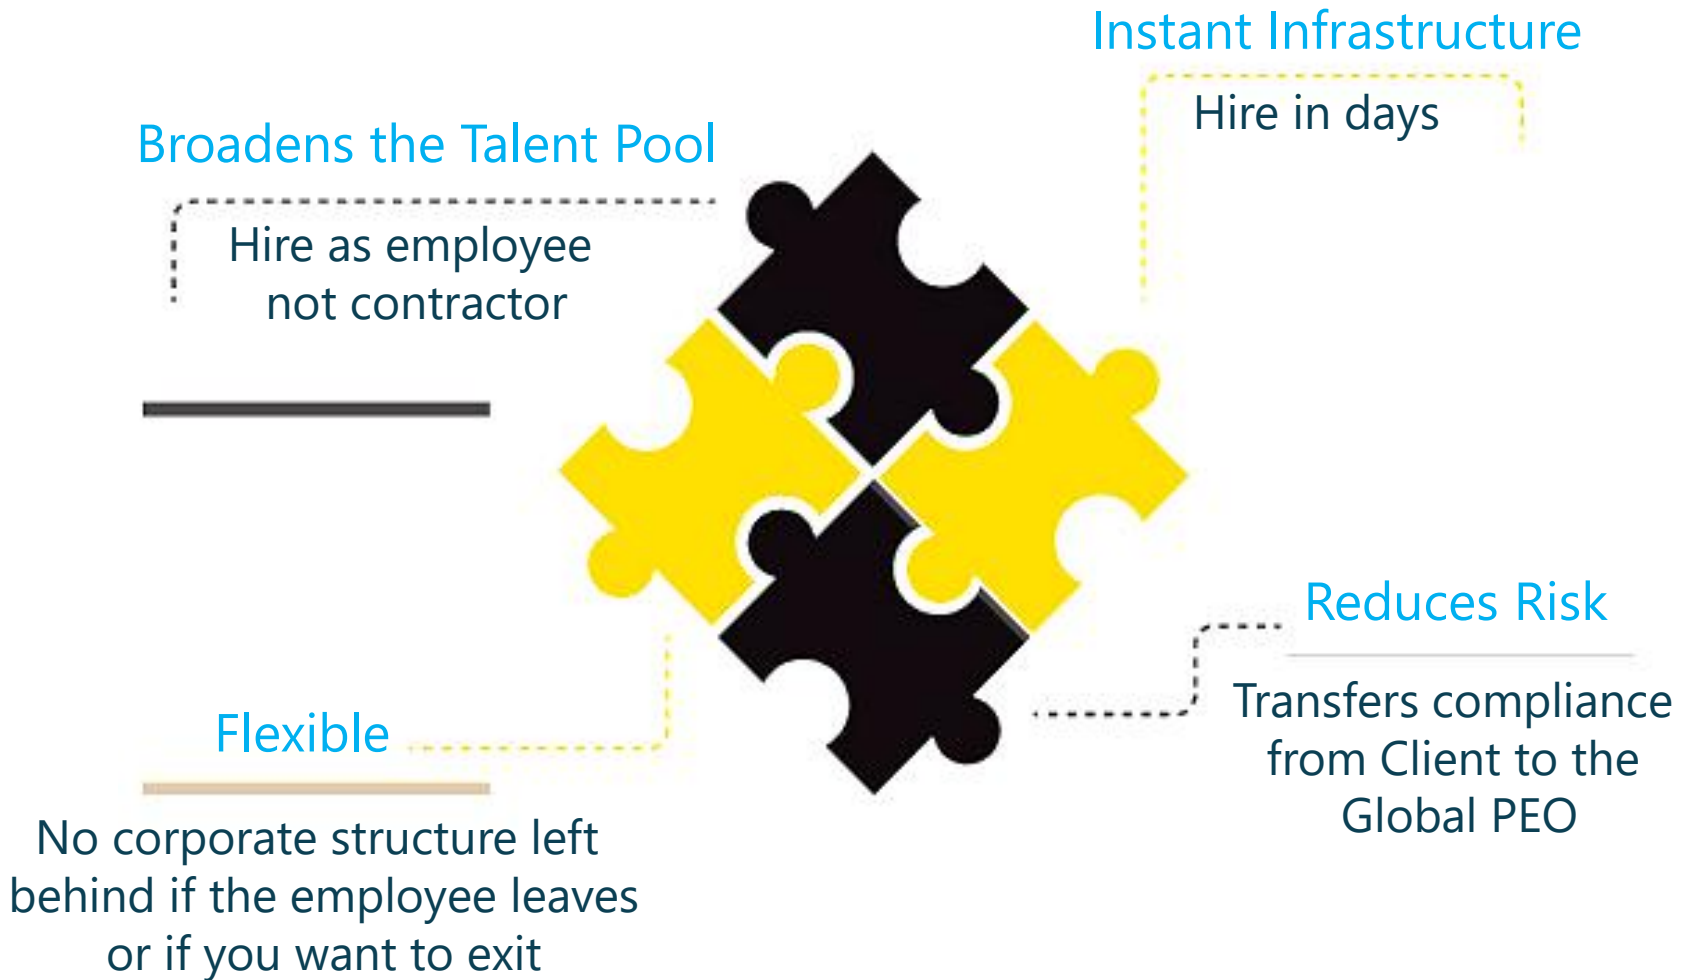 Instant Infrastructure
Hire in days
Broadens the Talent Pool
Hire as employee
not contractor
Reduces Risk
Transfers compliance
from Client to the
Global PEO
Flexible
No corporate structure left
behind if the employee leaves
or if you want to exit